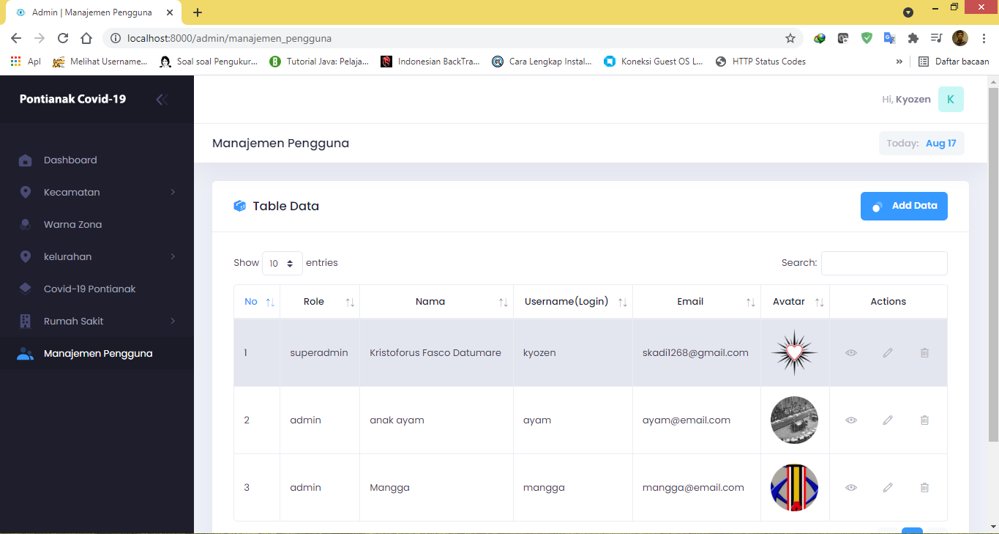 Admin | Manajemen Pengguna
localhost:8000/admin/manajemen_pengguna
Apl Melihat Username... Soal soal Pengukur... Tutorial Java: Pelaja... Indonesian BackTra... Cara Lengkap Instal... Koneksi Guest OS L... HTTP Status Codes » Daftar bacaan
Pontianak Covid-19
Hi, Kyozen K
Manajemen Pengguna
Today: Aug 17
Dashboard
Kecamatan
Warna Zona
kelurahan
Covid-19 Pontianak
Rumah Sakit
Manajemen Pengguna
Table Data
Add Data
Show 10 entries
Search:
No Role Nama Username(Login) Email Avatar Actions
1 superadmin Kristoforus Fasco Datumare kyozen skadi1268@gmail.com
2 admin anak ayam ayam ayam@email.com
3 admin Mangga mangga mangga@email.com